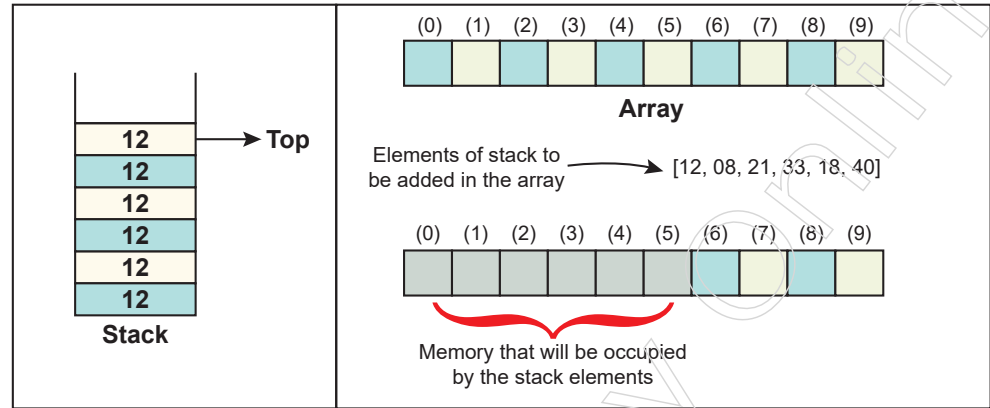 12
Top
12
12
12
12
12
Stack
(0) (1) (2) (3) (4) (5) (6) (7) (8) (9)
Array
Elements of stack to
be added in the array
[12, 08, 21, 33, 18, 40]
(0) (1) (2) (3) (4) (5) (6) (7) (8) (9)
Memory that will be occupied
by the stack elements